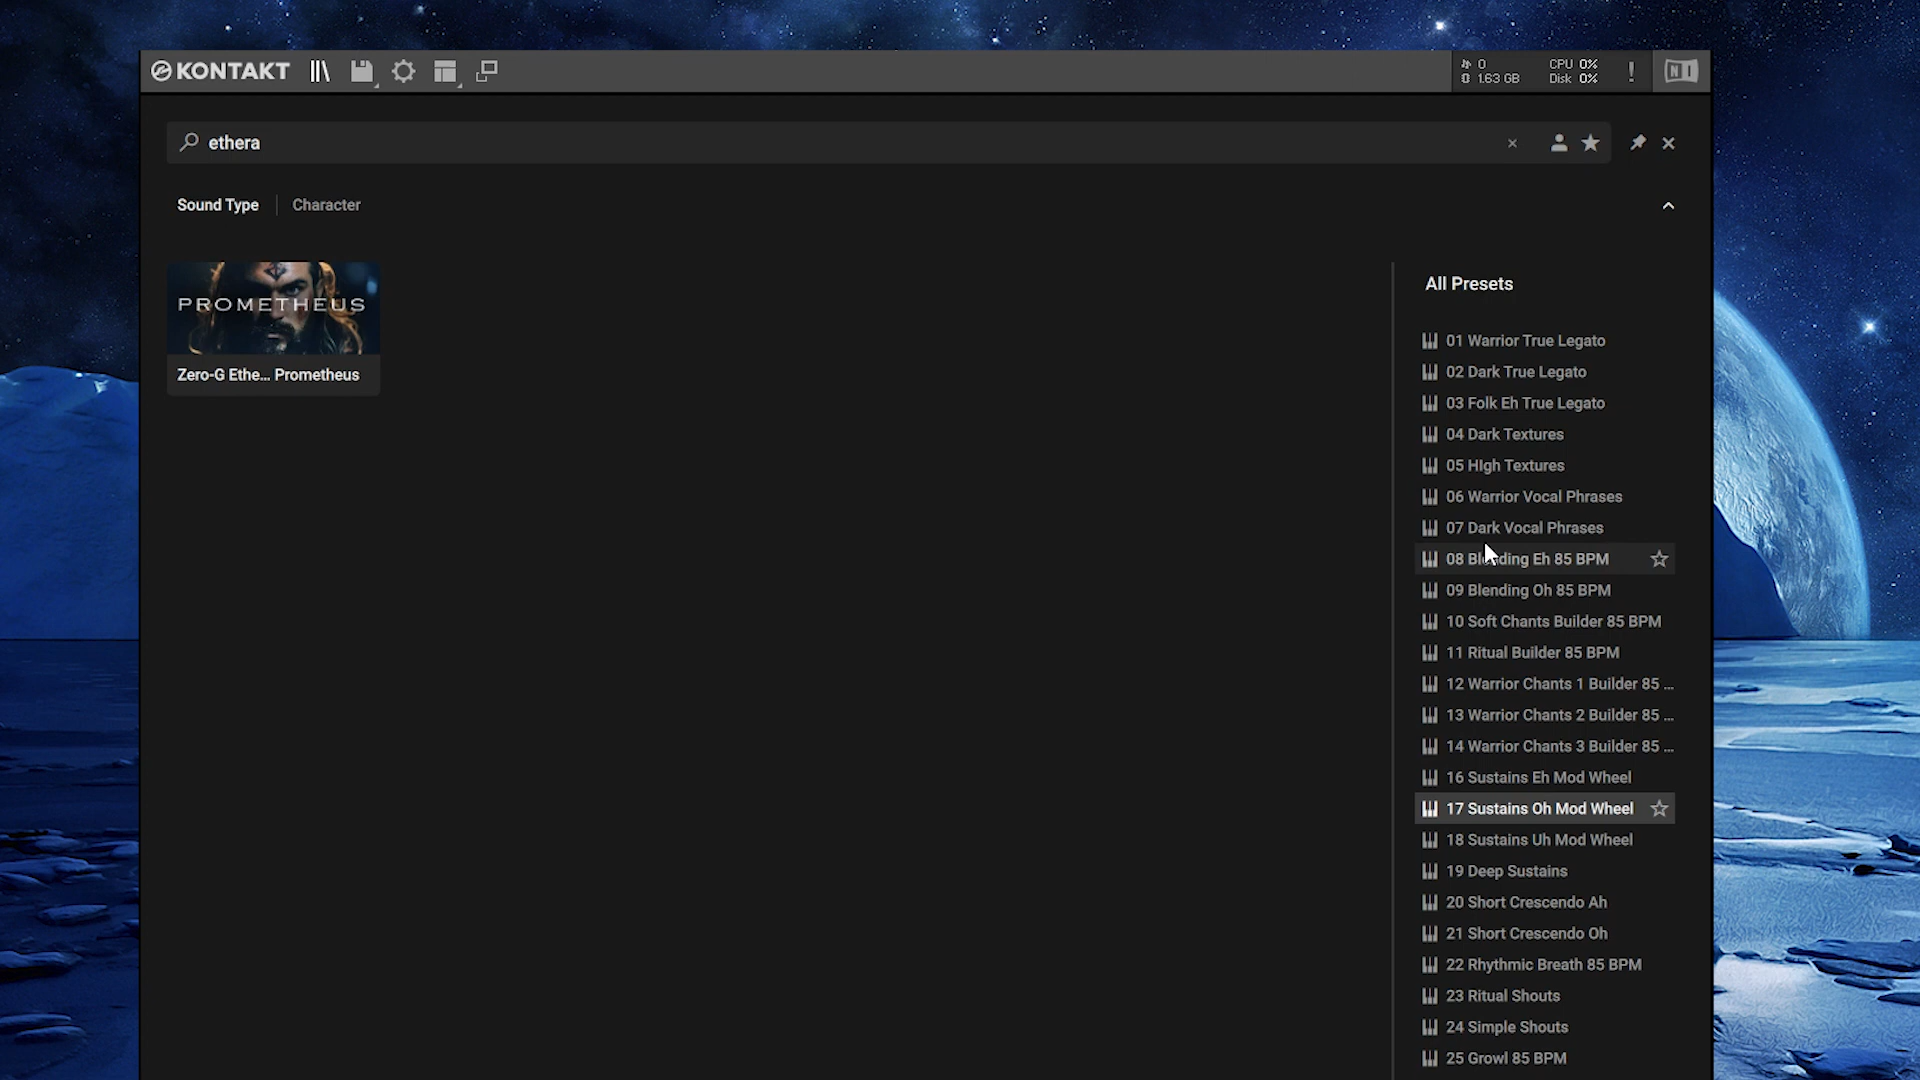 KONTAKT
0
1.63 GB
CPU 0%
Disk 0%
!
NI
ethera
Sound Type
Character
PROMETHEUS
Zero-G Ethe... Prometheus
All Presets
01 Warrior True Legato
02 Dark True Legato
03 Folk Eh True Legato
04 Dark Textures
05 HIgh Textures
06 Warrior Vocal Phrases
07 Dark Vocal Phrases
08 Blending Eh 85 BPM
09 Blending Oh 85 BPM
10 Soft Chants Builder 85 BPM
11 Ritual Builder 85 BPM
12 Warrior Chants 1 Builder 85 ...
13 Warrior Chants 2 Builder 85 ...
14 Warrior Chants 3 Builder 85 ...
16 Sustains Eh Mod Wheel
17 Sustains Oh Mod Wheel
18 Sustains Uh Mod Wheel
19 Deep Sustains
20 Short Crescendo Ah
21 Short Crescendo Oh
22 Rhythmic Breath 85 BPM
23 Ritual Shouts
24 Simple Shouts
25 Growl 85 BPM